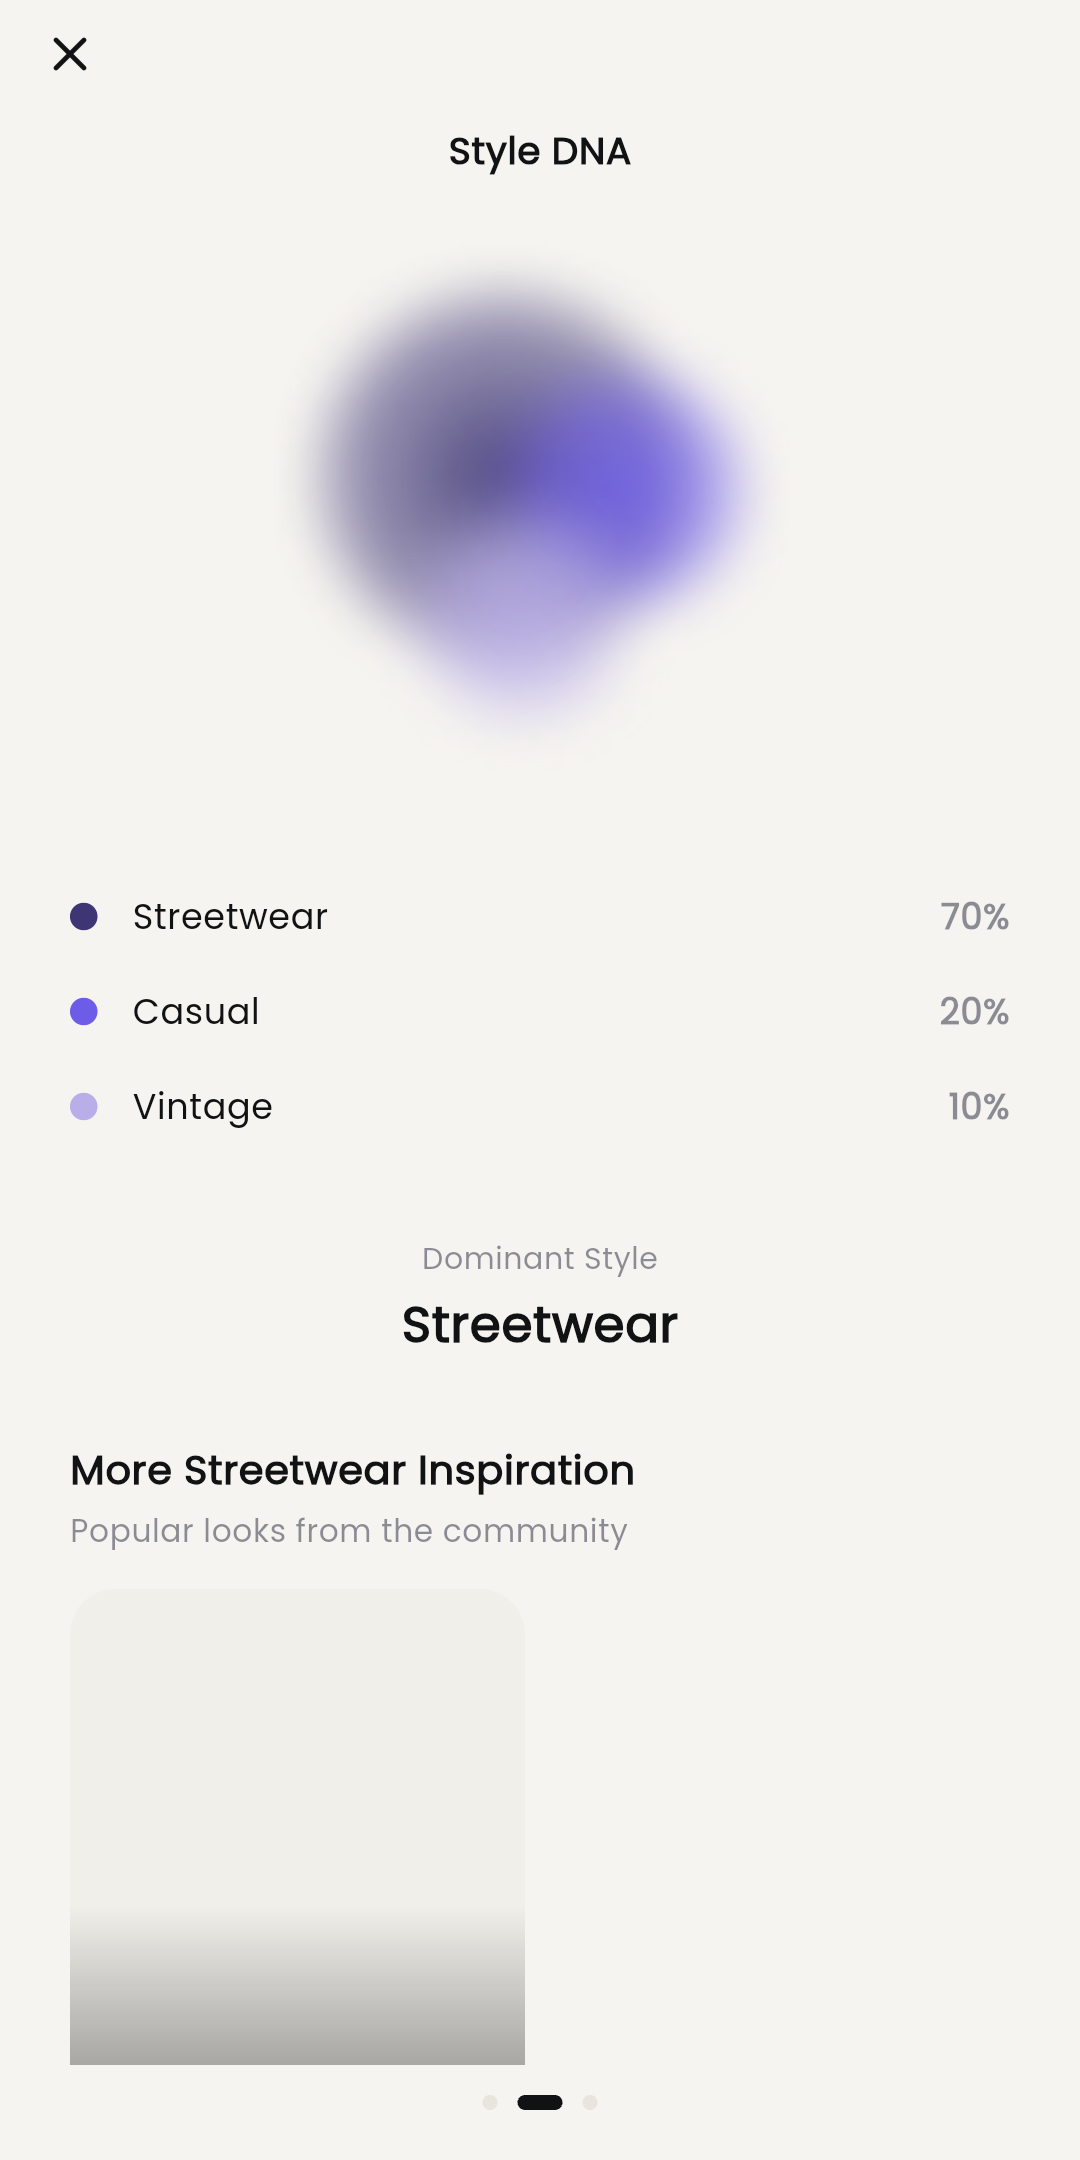 Style DNA
Streetwear 70%
Casual 20%
Vintage 10%
Dominant Style
Streetwear
More Streetwear Inspiration
Popular looks from the community